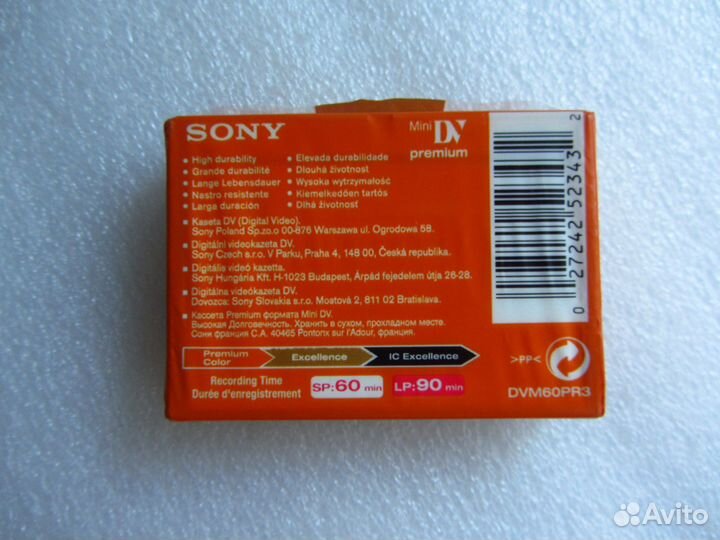 SONY
Mini DV
premium
• High durability
• Grande durabilité
• Lange Lebensdauer
• Nastro resistente
• Larga duración
• Elevada durabilidade
• Dlouhá životnost
• Wysoka wytrzymałość
• Kiemelkedően tartós
• Dlhá životnosť
• Kaseta DV (Digital Video).
Sony Poland Sp.zo.o 00-876 Warszawa ul. Ogrodowa 58.
• Digitální videokazeta DV.
Sony Czech s.r.o. V Parku, Praha 4, 148 00, Česká republika.
• Digitális videó kazetta.
Sony Hungária Kft. H-1023 Budapest, Árpád fejedelem útja 26-28.
• Digitálna videókazeta DV.
Dovozca: Sony Slovakia s.r.o. Mostová 2, 811 02 Bratislava.
• Кассета Premium формата Mini DV.
Высокая Долговечность. Хранить в сухом, прохладном месте.
Сони франция С.А. 40465 Pontonx sur l'Adour, франция.
Premium Color
Excellence
IC Excellence
Recording Time
Durée d'enregistrement
SP:60 min
LP:90 min
0 27242 52343 2
>PP<
DVM60PR3
Avito